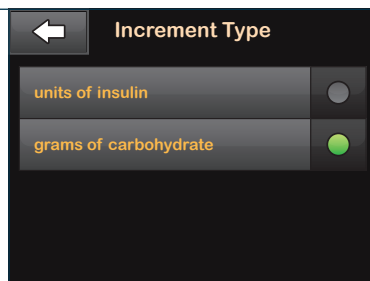 Increment Type
units of insulin
grams of carbohydrate